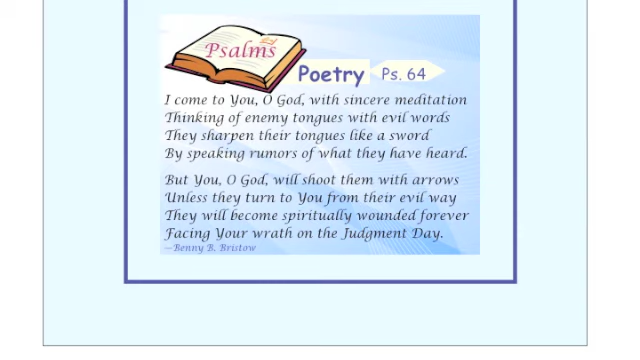 Psalms
Poetry Ps. 64
I come to You, O God, with sincere meditation
Thinking of enemy tongues with evil words
They sharpen their tongues like a sword
By speaking rumors of what they have heard.
But You, O God, will shoot them with arrows
Unless they turn to You from their evil way
They will become spiritually wounded forever
Facing Your wrath on the Judgment Day.
—Benny B. Bristow